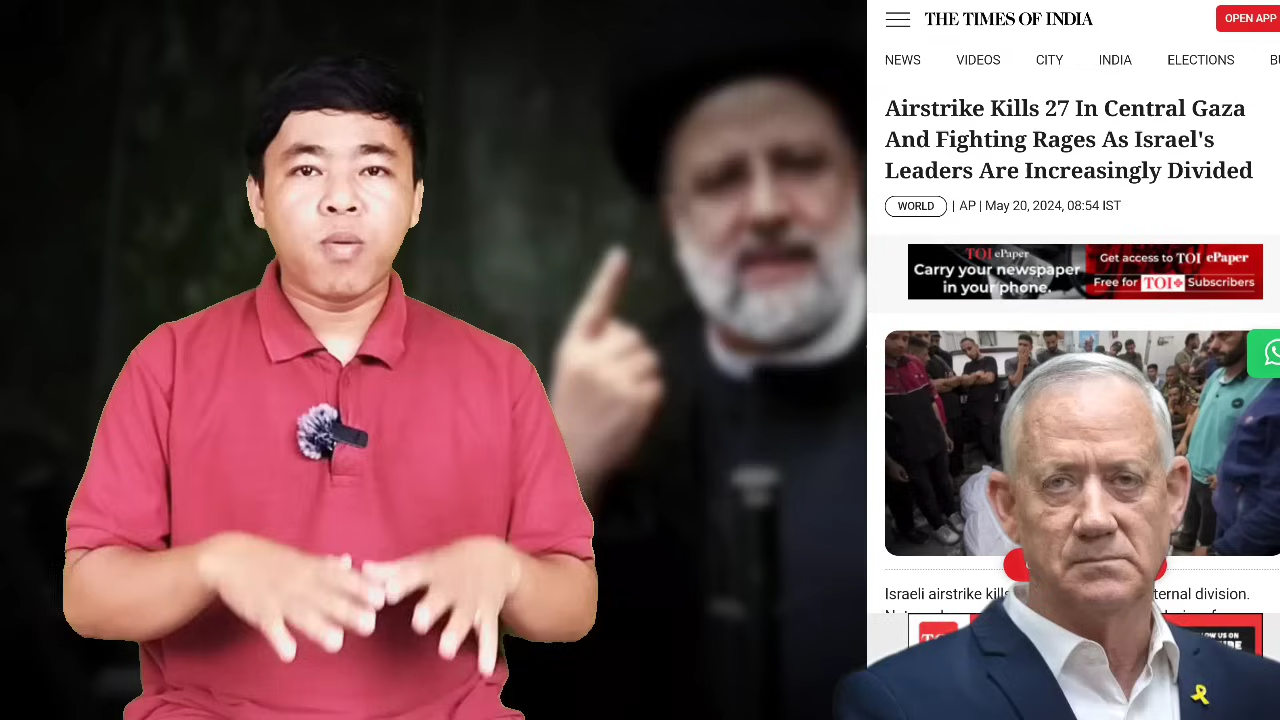 THE TIMES OF INDIA
OPEN APP
NEWS VIDEOS CITY INDIA ELECTIONS
Airstrike Kills 27 In Central Gaza
And Fighting Rages As Israel's
Leaders Are Increasingly Divided
WORLD | AP | May 20, 2024, 08:54 IST
TOI ePaper
Carry your newspaper
in your phone.
Get access to TOI ePaper
Free for TOI+ Subscribers
Israeli airstrike kills ternal division.